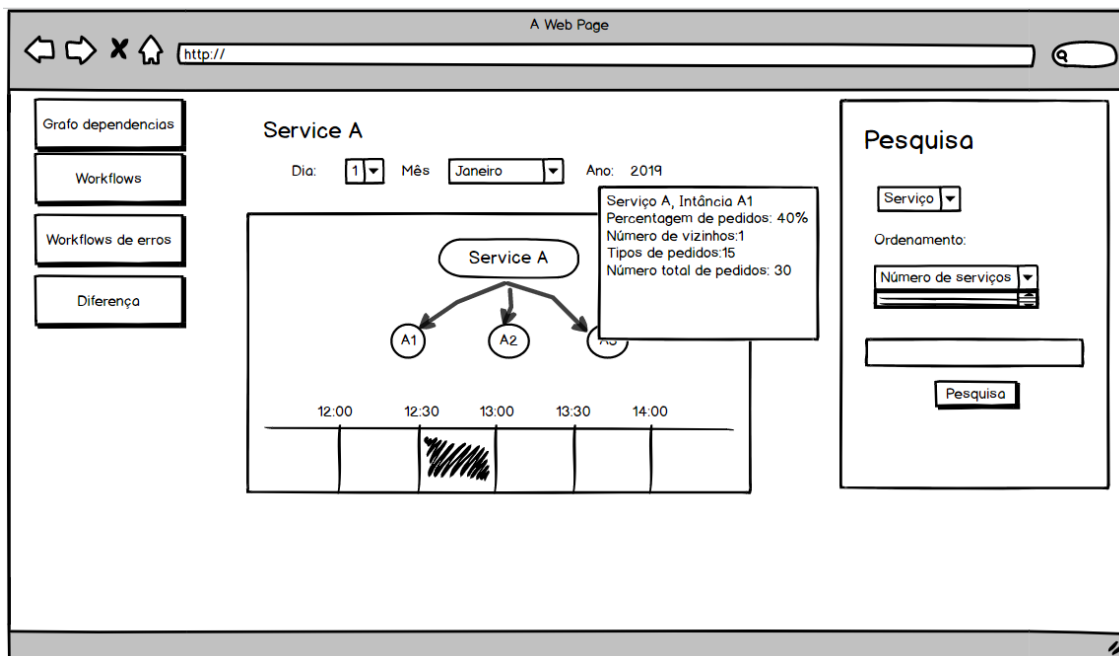 A Web Page
http://
Grafo dependencias
Workflows
Workflows de erros
Diferença
Service A
Dia: 1 Mês Janeiro Ano: 2019
Serviço A, Intância A1
Percentagem de pedidos: 40%
Número de vizinhos:1
Tipos de pedidos:15
Número total de pedidos: 30
Service A
A1 A2
12:00 12:30 13:00 13:30 14:00
Pesquisa
Serviço
Ordenamento:
Número de serviços
Pesquisa